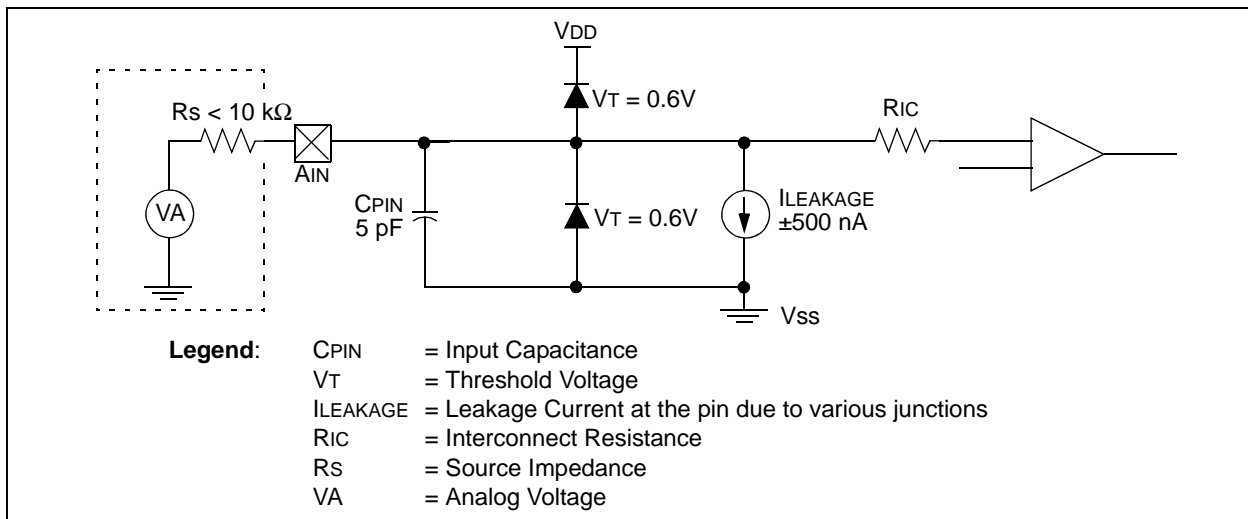 VDD
Rs < 10 kΩ
VT = 0.6V
RIC
AIN
VA
CPIN
5 pF
VT = 0.6V
ILEAKAGE
±500 nA
Vss
Legend:
CPIN = Input Capacitance
VT = Threshold Voltage
ILEAKAGE = Leakage Current at the pin due to various junctions
RIC = Interconnect Resistance
RS = Source Impedance
VA = Analog Voltage